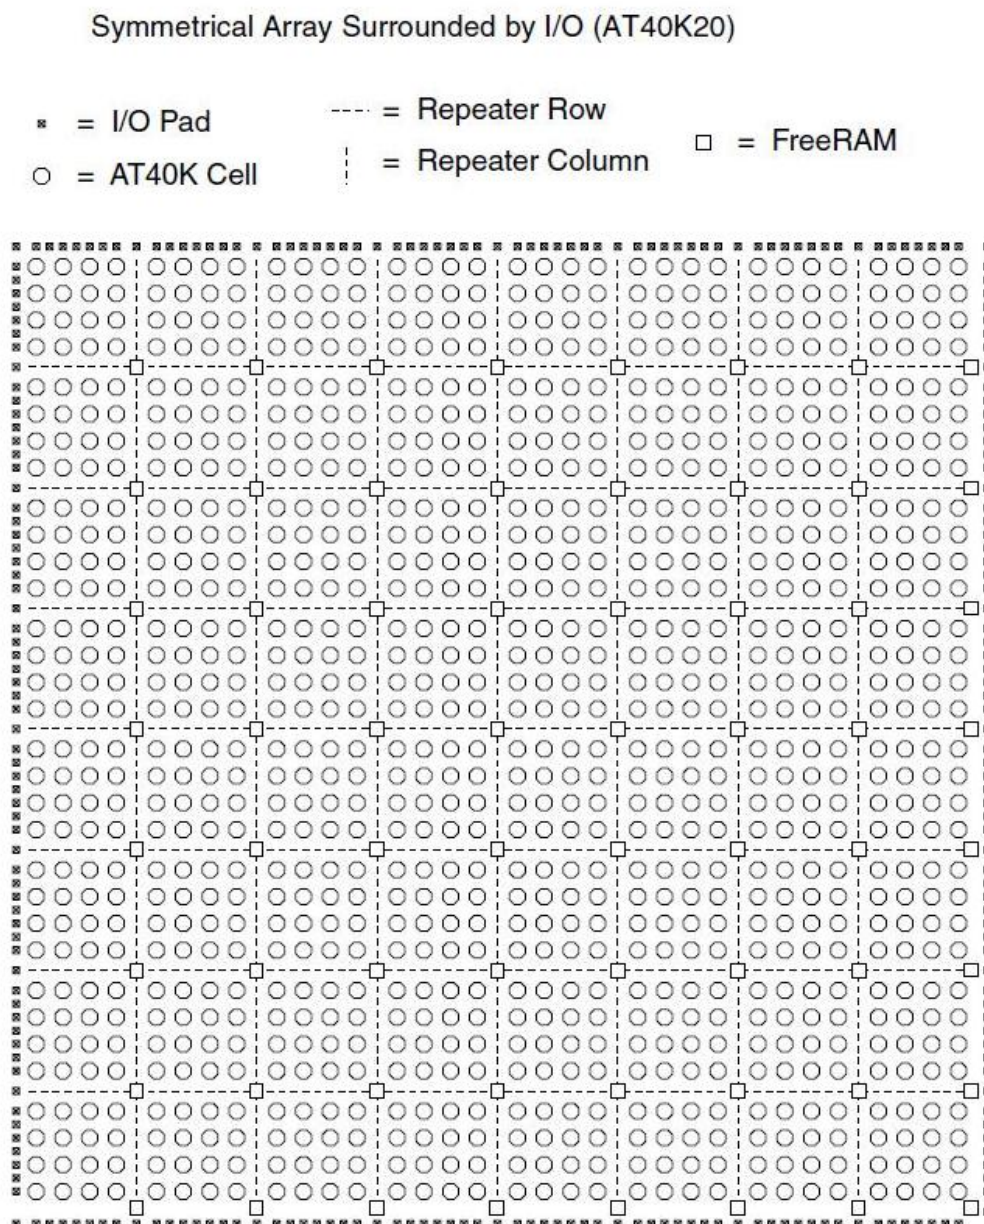 Symmetrical Array Surrounded by I/O (AT40K20)
= I/O Pad
---- = Repeater Row
= AT40K Cell
= Repeater Column
= FreeRAM